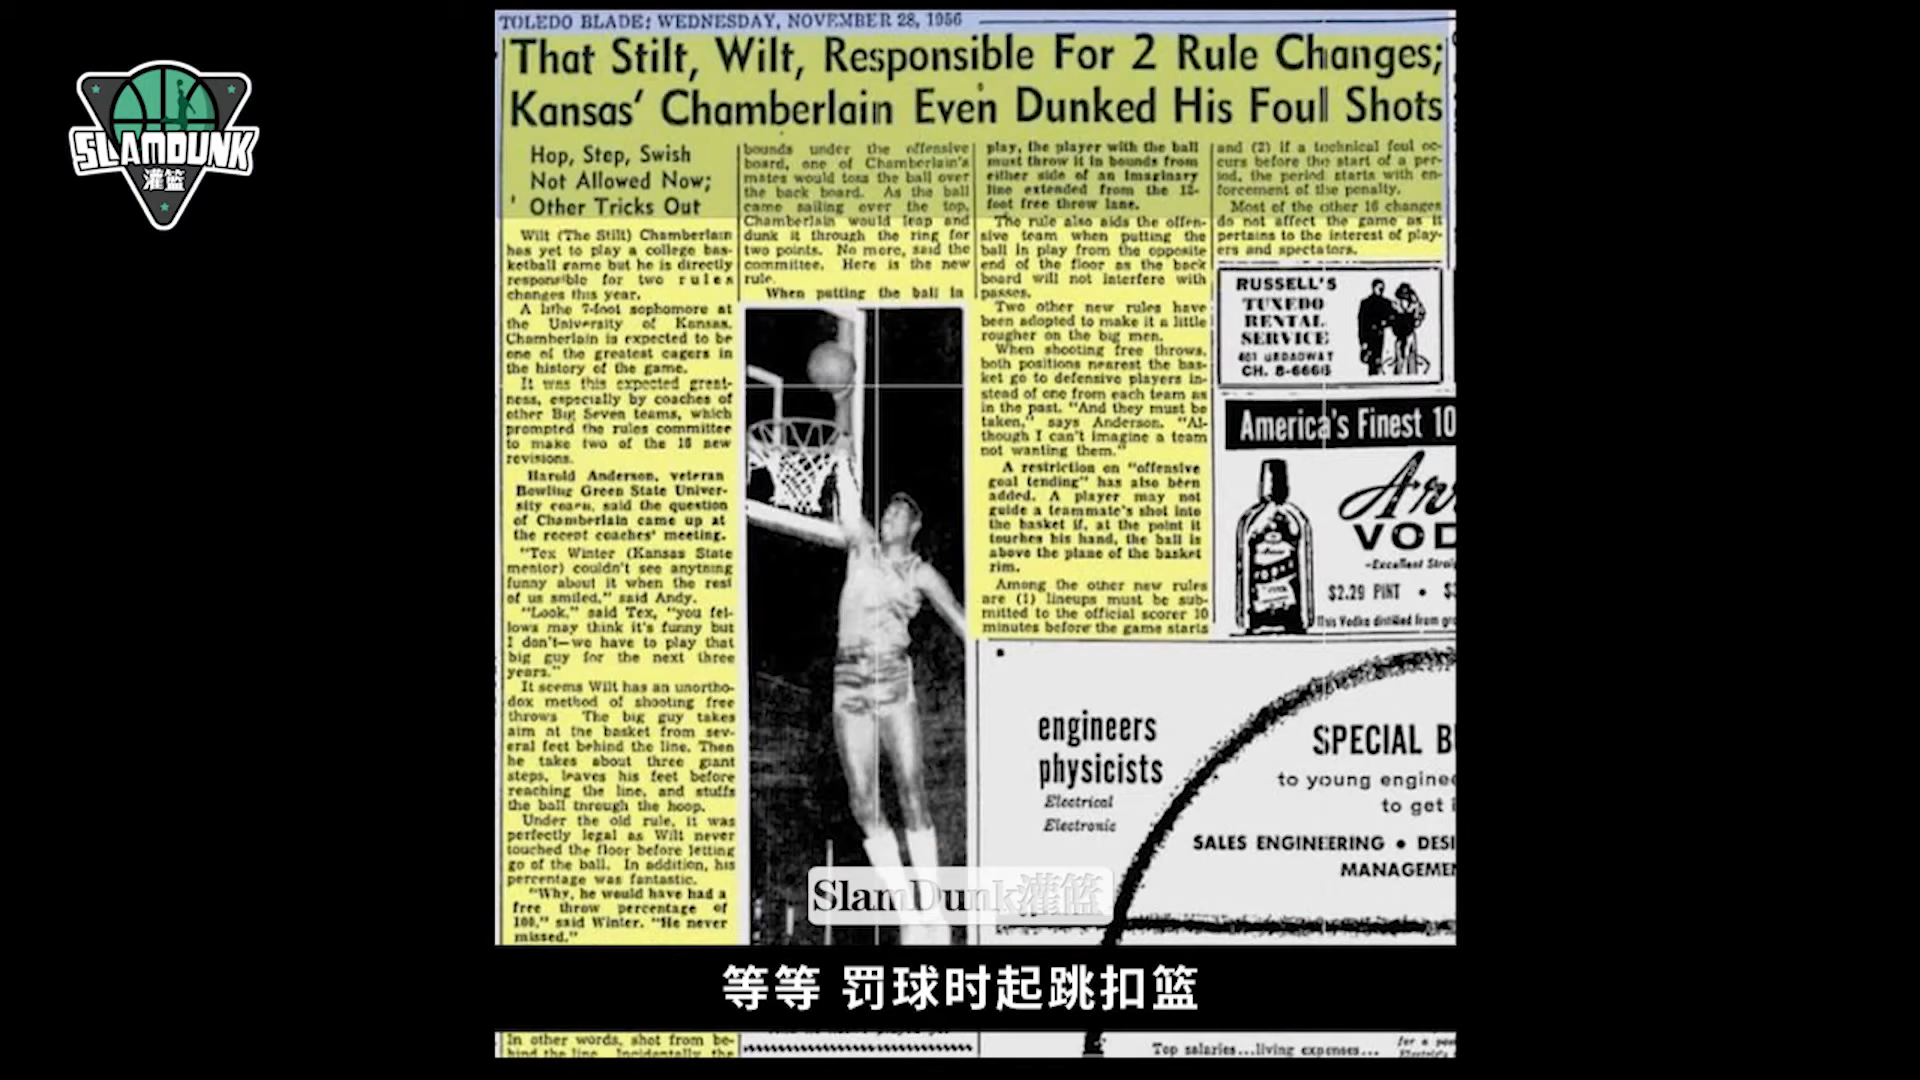 SLAMDUNK
灌篮
TOLEDO BLADE: WEDNESDAY, NOVEMBER 28, 1956
That Stilt, Wilt, Responsible For 2 Rule Changes;
Kansas' Chamberlain Even Dunked His Foul Shots
Hop, Step, Swish
Not Allowed Now;
Other Tricks Out
Wilt (The Stilt) Chamberlain
has yet to play a college bas-
ketball game but he is directly
responsible for two rules
changes this year.
A lithe 7-foot sophomore at
the University of Kansas,
Chamberlain is expected to be
one of the greatest cagers in
the history of the game.
It was this expected great-
ness, especially by coaches of
other Big Seven teams, which
prompted the rules committee
to make two of the 16 new
revisions.
Harold Anderson, veteran
Bowling Green State Univer-
sity coach, said the question
of Chamberlain came up at
the recent coaches' meeting.
"Tex Winter (Kansas State
mentor) couldn't see anything
funny about it when the rest
of us smiled," said Andy.
"Look," said Tex, "you fel-
lows may think it's funny but
I don't—we have to play that
big guy for the next three
years."
It seems Wilt has an unortho-
dox method of shooting free
throws The big guy takes
aim at the basket from sev-
eral feet behind the line. Then
he takes about three giant
steps, leaves his feet before
reaching the line, and stuffs
the ball through the hoop.
Under the old rule, it was
perfectly legal as Wilt never
touched the floor before letting
go of the ball. In addition, his
percentage was fantastic.
"Why, he would have had a
free throw percentage of
100," said Winter. "He never
missed."
In other words, shot from be-
hind the line. Incidentally, the
bounds under the offensive
board, one of Chamberlain's
mates would toss the ball over
the back board. As the ball
came sailing over the top,
Chamberlain would leap and
dunk it through the ring for
two points. No more, said the
committee. Here is the new
rule.
When putting the ball in
play, the player with the ball
must throw it in bounds from
either side of an imaginary
line extended from the 12-
foot free throw lane.
The rule also aids the offen-
sive team when putting the
ball in play from the opposite
end of the floor as the back
board will not interfere with
passes.
Two other new rules have
been adopted to make it a little
rougher on the big men.
When shooting free throws,
both positions nearest the bas-
ket go to defensive players in-
stead of one from each team as
in the past. "And they must be
taken," says Anderson. "Al-
though I can't imagine a team
not wanting them."
A restriction on "offensive
goal tending" has also been
added. A player may not
guide a teammate's shot into
the basket if, at the point it
touches his hand, the ball is
above the plane of the basket
rim.
Among the other new rules
are (1) lineups must be sub-
mitted to the official scorer 10
minutes before the game starts
and (2) if a technical foul oc-
curs before the start of a per-
iod, the period starts with en-
forcement of the penalty.
Most of the other 16 changes
do not affect the game as it
pertains to the interest of play-
ers and spectators.
RUSSELL'S
TUXEDO
RENTAL
SERVICE
401 BROADWAY
CH. 8-6666
America's Finest 10
VOD
$2.29 PINT • $3
This Vodka distilled from
engineers
physicists
Electrical
Electronic
SPECIAL B
to young engine
to get i
SALES ENGINEERING • DESI
MANAGEMEN
SlamDunk灌篮
等等 罚球时起跳扣篮
Top salaries...living expenses...
for a